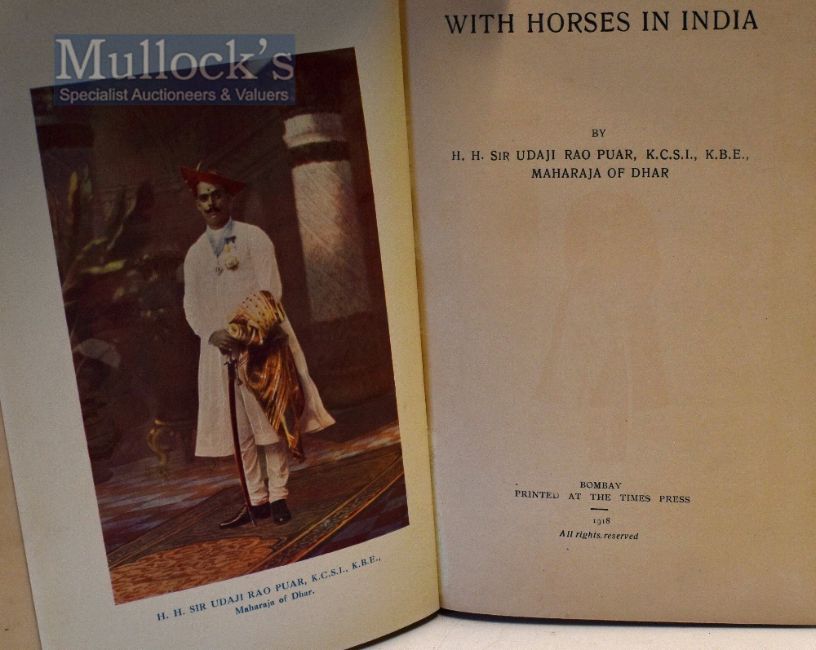 Mullock's
Specialist Auctioneers & Valuers
H. H. SIR UDAJI RAO PUAR, K.C.S.I., K.B.E.,
Maharaja of Dhar.
WITH HORSES IN INDIA
BY
H. H. SIR UDAJI RAO PUAR, K.C.S.I., K.B.E.,
MAHARAJA OF DHAR
BOMBAY
PRINTED AT THE TIMES PRESS
1918
All rights reserved